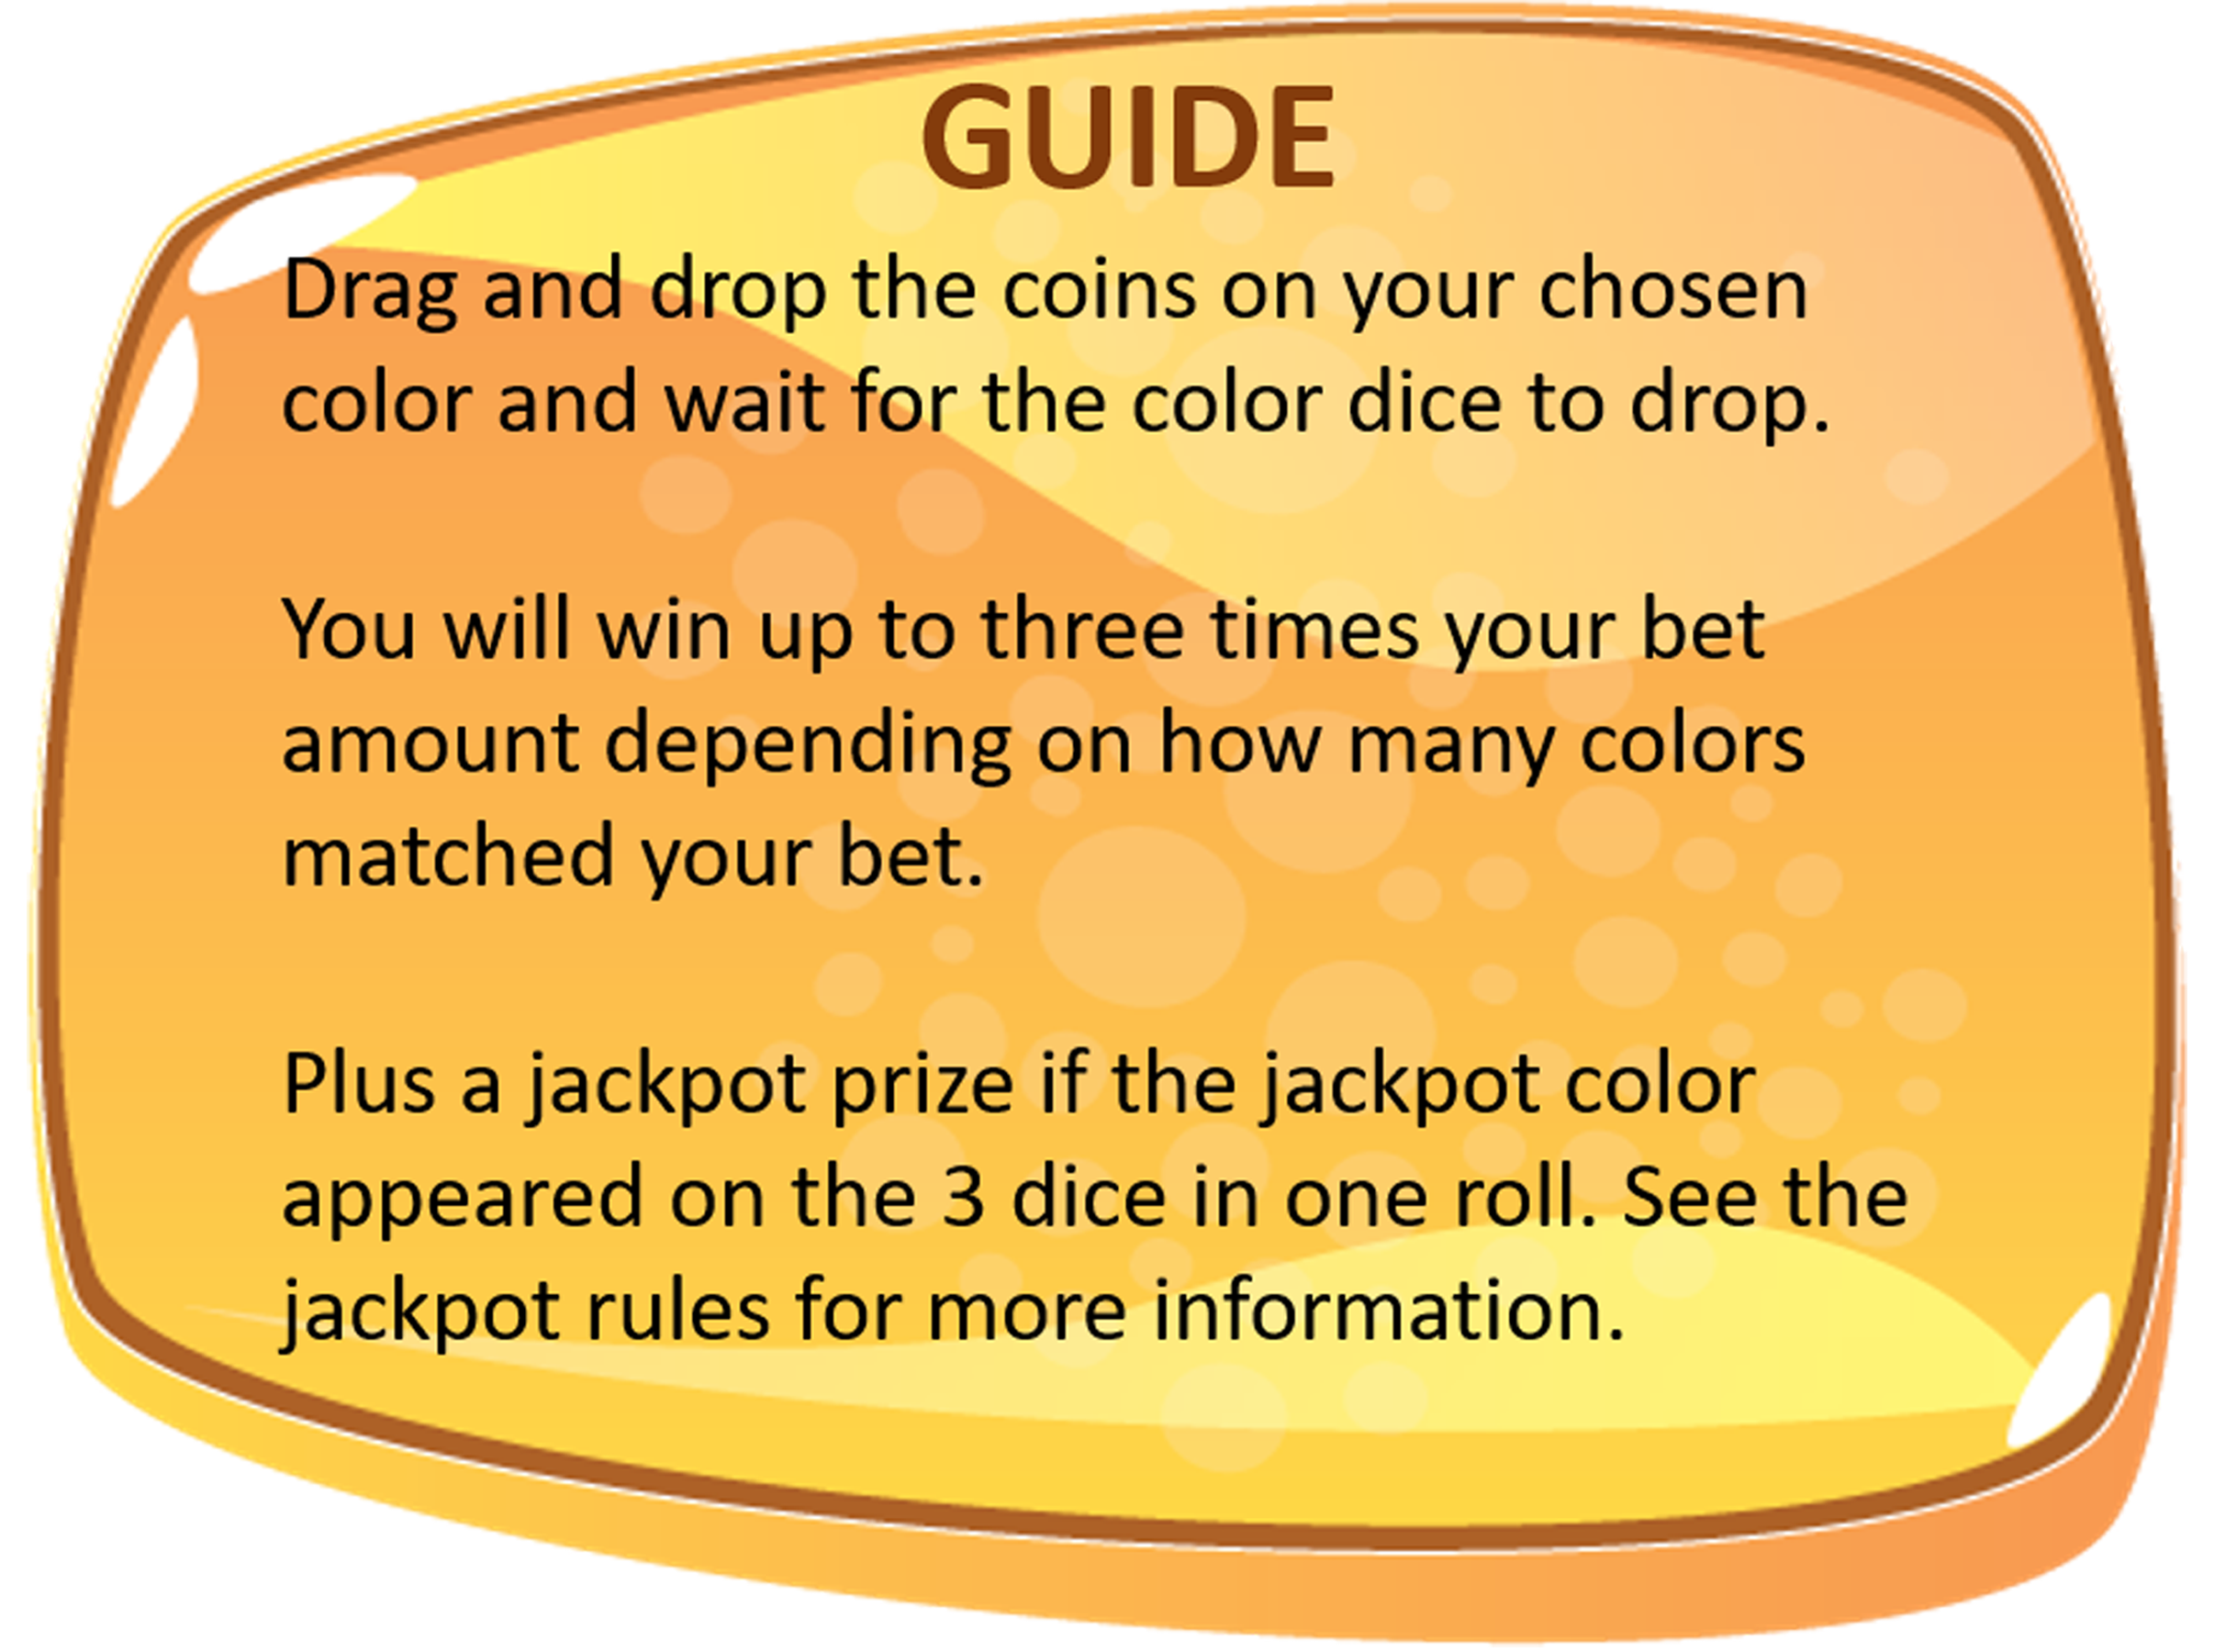 GUIDE
Drag and drop the coins on your chosen
color and wait for the color dice to drop.
You will win up to three times your bet
amount depending on how many colors
matched your bet.
Plus a jackpot prize if the jackpot color
appeared on the 3 dice in one roll. See the
jackpot rules for more information.